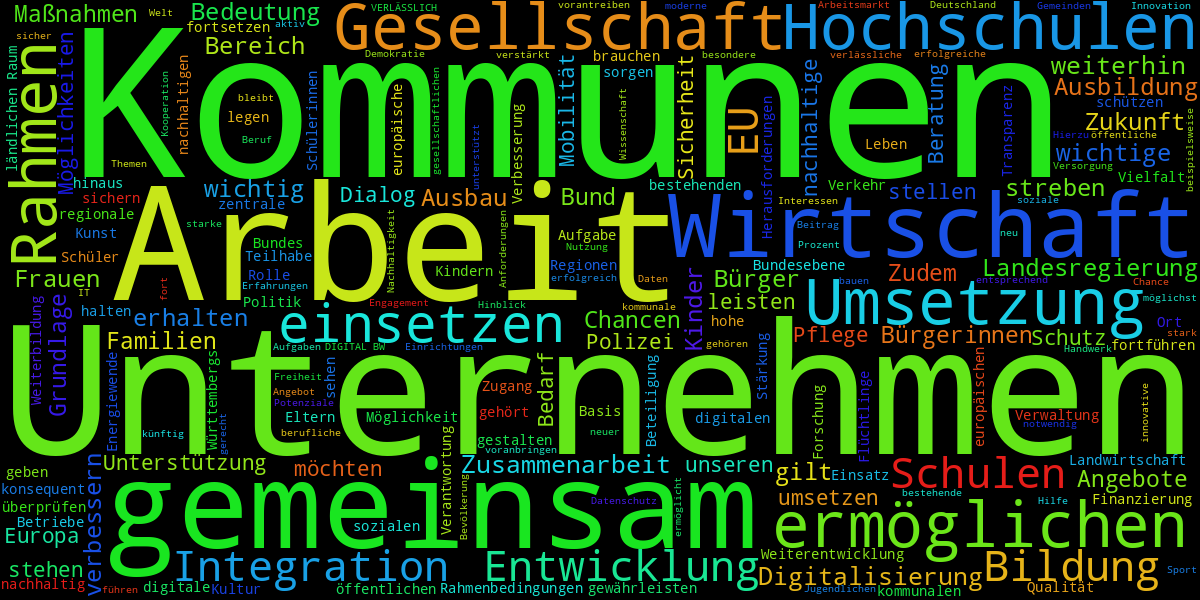 Maßnahmen
Welt
Bedeutung
VERLÄSSLICH
Gesellschaft
vorantreiben
moderne
Hochschulen
Arbeitsmarkt
Deutschland
Gemeinden
Innovation
fortsetzen
aktiv
sicher
Bereich
Kommunen
Demokratie
verstärkt
brauchen
besondere
verlässliche
erfolgreiche
weiterhin
ländlichen Raum
Rahmen
Möglichkeiten
Kooperation
nachhaltigen
bleibt
legen
Beruf
Schülerinnen
europäische
gesellschaftlichen
unterstützt
Verbesserung
Mobilität
sorgen
Wissenschaft
Sicherheit
EU
Herausforderungen
nachhaltige
Leben
Beratung
Transparenz
Ausbildung
schützen
Zukunft
Hierzu
öffentliche
wichtige
beispielsweise
Themen
Versorgung
Vielfalt
hinaus
sichern
wichtig
zentrale
Dialog
Ausbau
Bund
bestehenden
Verkehr
stellen
streben
regionale
Kunst
starke
Arbeit
Interessen
soziale
Wirtschaft
Beitrag
Prozent
neu
Schüler
Bundes
Teilhabe
Nachhaltigkeit
Kindern
Anforderungen
Aufgabe
Nutzung
Regionen
erfolgreich
Daten
Bundesebene
Landesregierung
Frauen
IT
fort
Rolle
Erfahrungen
Politik
Engagement
Hinblick
kommunale
Kinder
Bürger
leisten
bauen
Zudem
entsprechend
Chance
möglichst
Weiterbildung
Grundlage
halten
erhalten
einsetzen
Chancen
hohe
Umsetzung
Ort
stark
Familien
Polizei
gehören
Pflege
Bürgerinnen
Schutz
Handwerk
fortführen
Unternehmen
Aufgaben
DIGITAL BW
Einrichtungen
Energiewende
Württembergs
gerecht
Freiheit
Angebot
Potenziale
sehen
Zugang
Bedarf
Beteiligung
Stärkung
europäischen
Eltern
Möglichkeit
gehört
Basis
digitalen
Forschung
Flüchtlinge
Verwaltung
notwendig
innovative
künftig
berufliche
gestalten
neuer
voranbringen
geben
verbessern
Unterstützung
möchten
Verantwortung
Zusammenarbeit
unseren
gilt
Einsatz
Schulen
Landwirtschaft
Angebote
konsequent
überprüfen
Betriebe
gemeinsam
Bevölkerung
Datenschutz
ermöglicht
umsetzen
bestehende
Hilfe
Finanzierung
Europa
sozialen
ermöglichen
stehen
Integration
Entwicklung
Weiterentwicklung
Digitalisierung
Bildung
Sport
nachhaltig
führen
digitale
Kultur
öffentlichen
Rahmenbedingungen
gewährleisten
Jugendlichen
kommunalen
Qualität